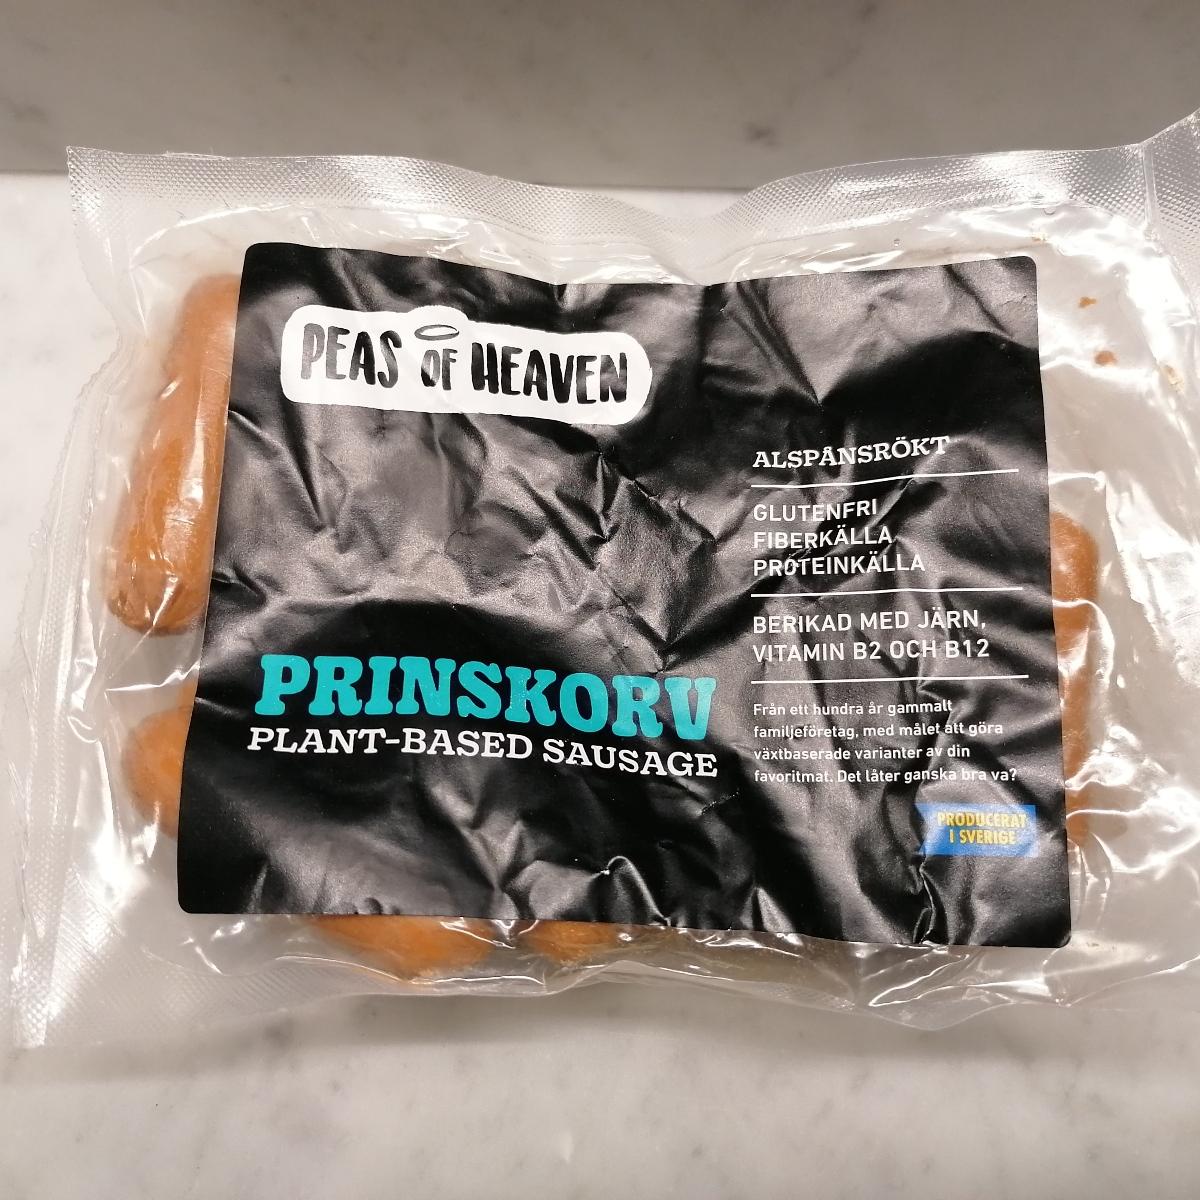 PEAS OF HEAVEN
ALSPÅNSRÖKT
GLUTENFRI
FIBERKÄLLA
PROTEINKÄLLA
BERIKAD MED JÄRN,
VITAMIN B2 OCH B12
PRINSKORV
PLANT-BASED SAUSAGE
Från ett hundra år gammalt
familjeföretag, med målet att göra
växtbaserade varianter av din
favoritmat. Det låter ganska bra va?
PRODUCERAT
I SVERIGE